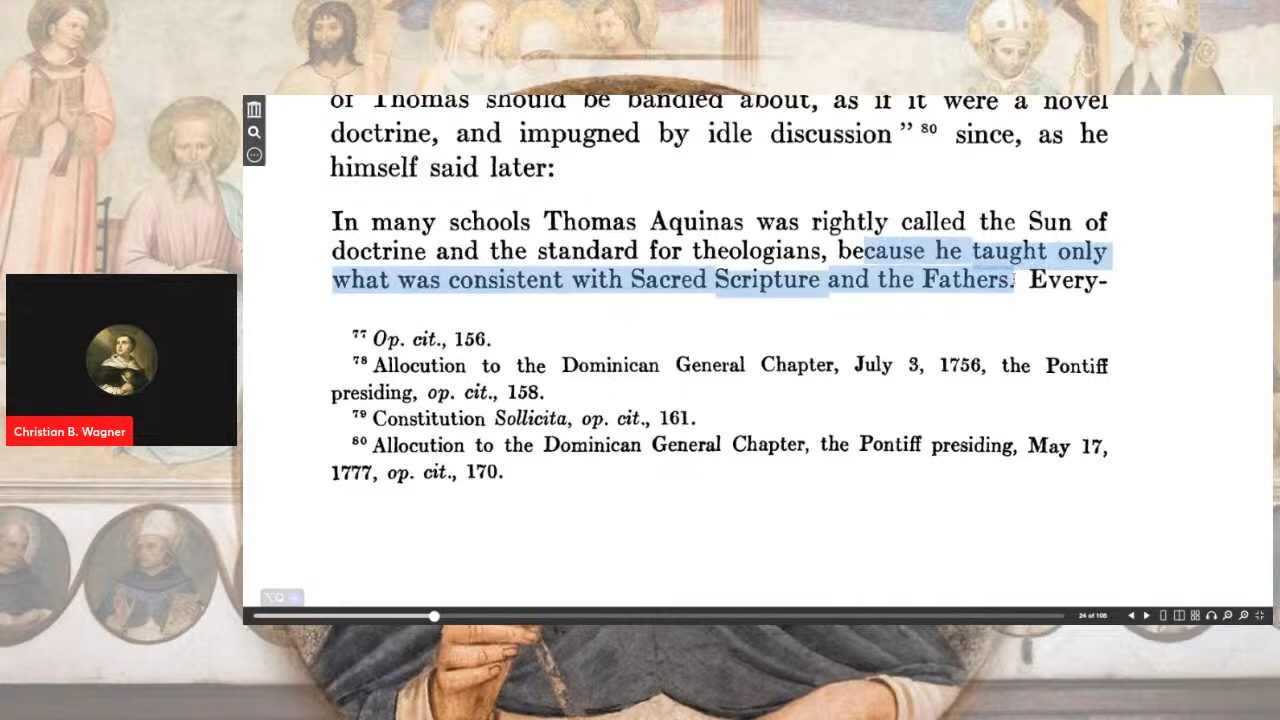 of Thomas should be bandied about, as if it were a novel
doctrine, and impugned by idle discussion ” 80 since, as he
himself said later:
In many schools Thomas Aquinas was rightly called the Sun of
doctrine and the standard for theologians, because he taught only
what was consistent with Sacred Scripture and the Fathers. Every-
77 Op. cit., 156.
78 Allocution to the Dominican General Chapter, July 3, 1756, the Pontiff
presiding, op. cit., 158.
79 Constitution Sollicita, op. cit., 161.
80 Allocution to the Dominican General Chapter, the Pontiff presiding, May 17,
1777, op. cit., 170.
Christian B. Wagner
24 of 108